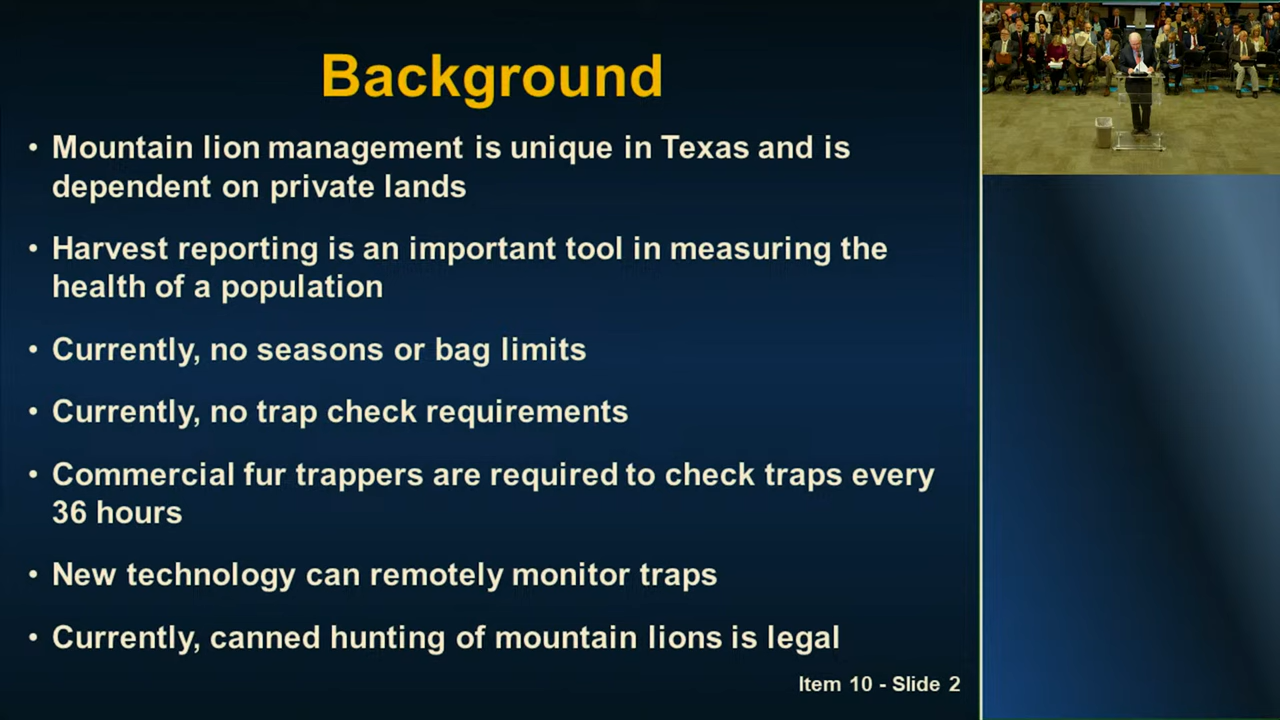 Background
• Mountain lion management is unique in Texas and is
dependent on private lands
• Harvest reporting is an important tool in measuring the
health of a population
• Currently, no seasons or bag limits
• Currently, no trap check requirements
• Commercial fur trappers are required to check traps every
36 hours
• New technology can remotely monitor traps
• Currently, canned hunting of mountain lions is legal
Item 10 - Slide 2